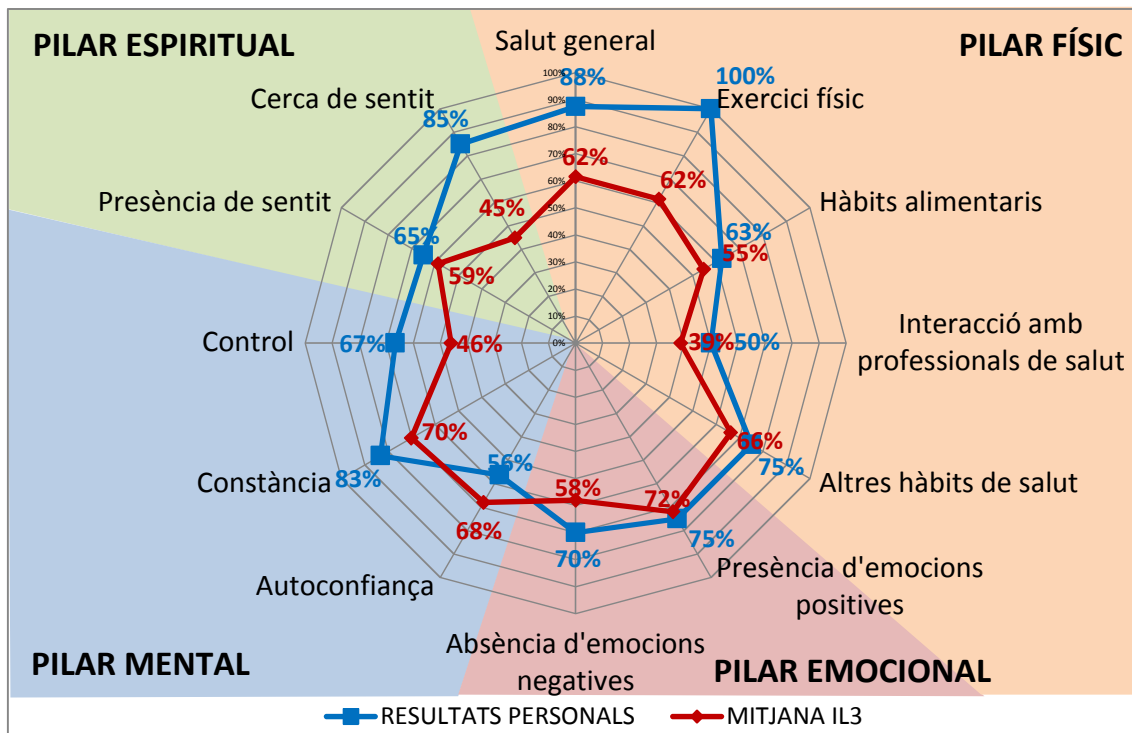 PILAR ESPIRITUAL
Salut general
PILAR FÍSIC
100%
90%
80%
70%
60%
50%
40%
30%
20%
10%
0%
88%
100%
Exercici físic
Cerca de sentit
85%
62%
62%
Presència de sentit
45%
Hàbits alimentaris
65%
63%
59%
55%
Control
67%
46%
39%
50%
Interacció amb
professionals de salut
70%
66%
Constància
83%
56%
75%
Altres hàbits de salut
58%
72%
68%
70%
75%
Autoconfiança
Presència d'emocions
positives
Absència d'emocions
negatives
PILAR MENTAL
PILAR EMOCIONAL
RESULTATS PERSONALS
MITJANA IL3